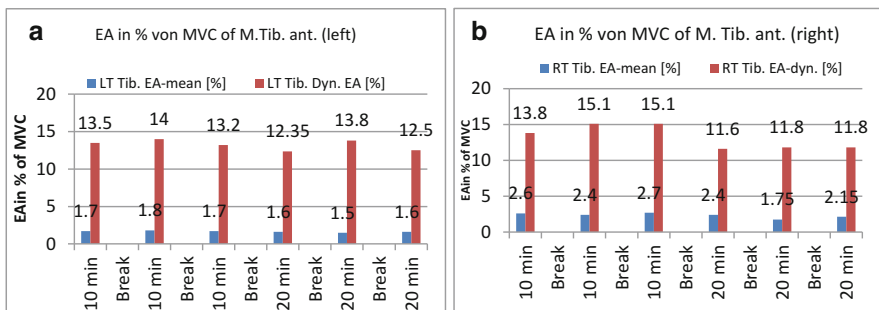 a
EA in % von MVC of M.Tib. ant. (left)
LT Tib. EA-mean [%] LT Tib. Dyn. EA [%]
EAin % of MVC
20
15
10
5
0
13.5 14 13.2 12.35 13.8 12.5
1.7 1.8 1.7 1.6 1.5 1.6
10 min Break 10 min Break 10 min Break 20 min Break 20 min Break 20 min
b
EA in % von MVC of M. Tib. ant. (right)
RT Tib. EA-mean [%] RT Tib. EA-dyn. [%]
EAin % of MVC
20
15
10
5
0
13.8 15.1 15.1 11.6 11.8 11.8
2.6 2.4 2.7 2.4 1.75 2.15
10 min Break 10 min Break 10 min Break 20 min Break 20 min Break 20 min